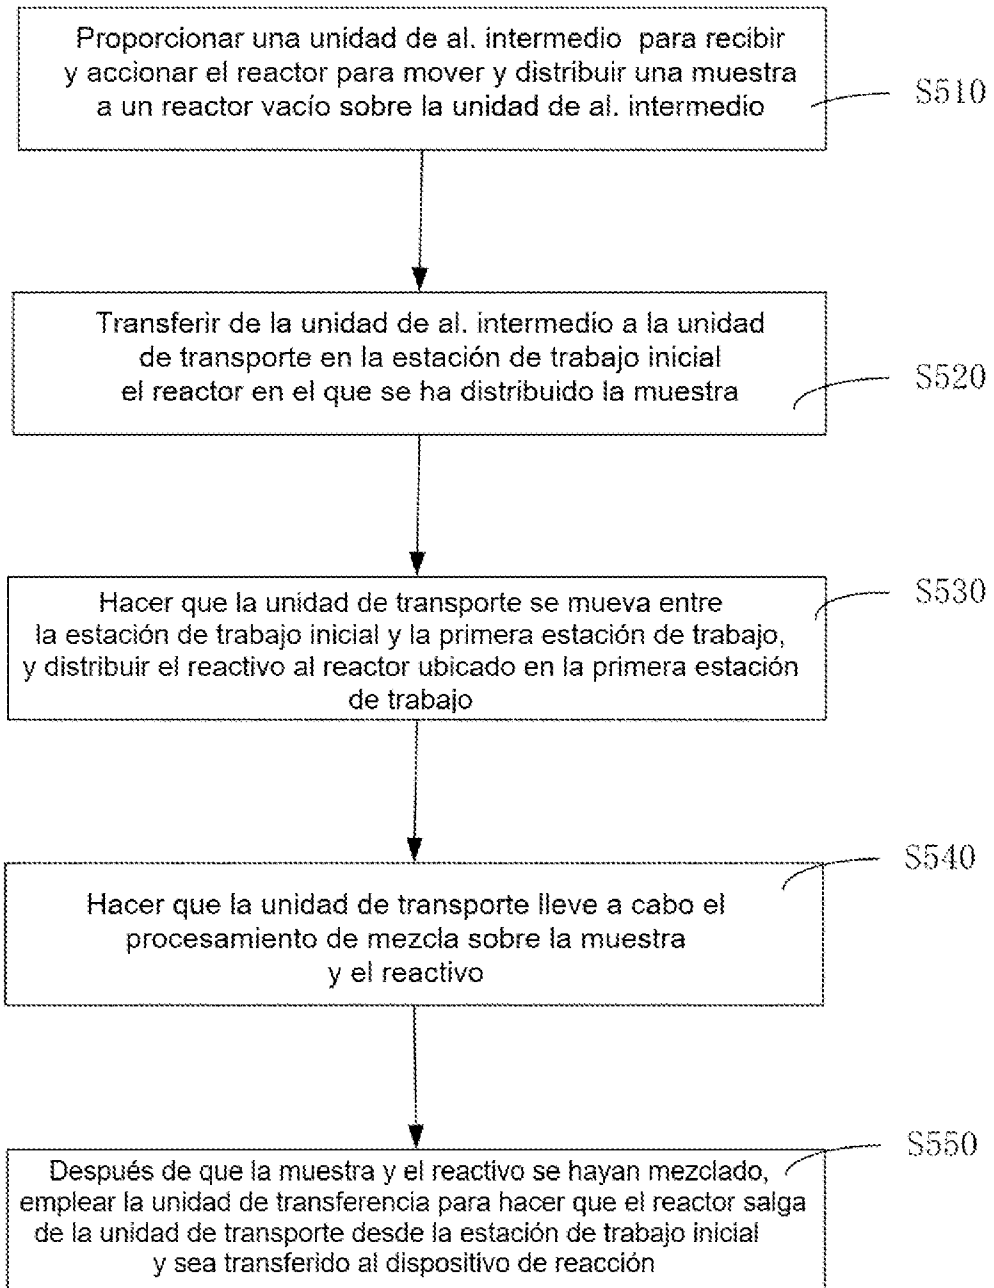 Proporcionar una unidad de al. intermedio para recibir
y accionar el reactor para mover y distribuir una muestra
a un reactor vacío sobre la unidad de al. intermedio
S510
Transferir de la unidad de al. intermedio a la unidad
de transporte en la estación de trabajo inicial
el reactor en el que se ha distribuido la muestra
S520
Hacer que la unidad de transporte se mueva entre
la estación de trabajo inicial y la primera estación de trabajo,
y distribuir el reactivo al reactor ubicado en la primera estación
de trabajo
S530
Hacer que la unidad de transporte lleve a cabo el
procesamiento de mezcla sobre la muestra
y el reactivo
S540
Después de que la muestra y el reactivo se hayan mezclado,
emplear la unidad de transferencia para hacer que el reactor salga
de la unidad de transporte desde la estación de trabajo inicial
y sea transferido al dispositivo de reacción
S550